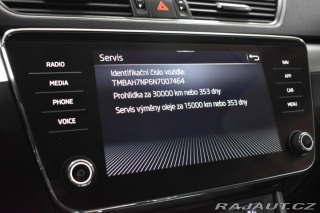 Servis
RADIO
MEDIA
PHONE
VOICE
Identifikační číslo vozidla:
TMBAH7NP6N7007464
Prohlídka za 30000 km nebo 353 dny
Servis výměny oleje za 15000 km nebo 353 dny
NAV
CAR
APP
MENU
RAJAUT.CZ